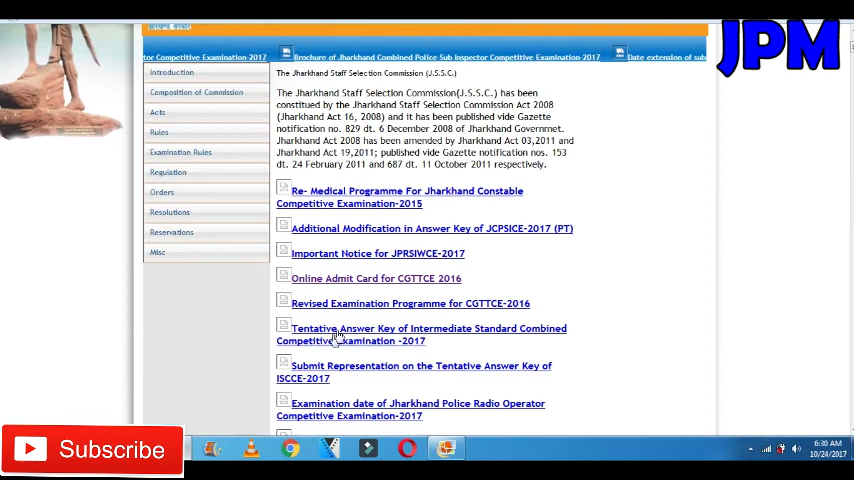 JPM
tor Competitive Examination-2017 Brochure of Jharkhand Combined Police Sub Inspector Competitive Examination-2017 Date extension of sub
Introduction
Composition of Commission
Acts
Rules
Examination Rules
Regulation
Orders
Resolutions
Reservations
Misc
The Jharkhand Staff Selection Commission (J.S.S.C.)
The Jharkhand Staff Selection Commission(J.S.S.C.) has been
constitued by the Jharkhand Staff Selection Commission Act 2008
(Jharkhand Act 16, 2008) and it has been published vide Gazette
notification no. 829 dt. 6 December 2008 of Jharkhand Governmet.
Jharkhand Act 2008 has been amended by Jharkhand Act 03,2011 and
Jharkhand Act 19,2011; published vide Gazette notification nos. 153
dt. 24 February 2011 and 687 dt. 11 October 2011 respectively.
Re- Medical Programme For Jharkhand Constable
Competitive Examination-2015
Additional Modification in Answer Key of JCPSICE-2017 (PT)
Important Notice for JPRSIWCE-2017
Online Admit Card for CGTTCE 2016
Revised Examination Programme for CGTTCE-2016
Tentative Answer Key of Intermediate Standard Combined
Competitive Examination -2017
Submit Representation on the Tentative Answer Key of
ISCCE-2017
Examination date of Jharkhand Police Radio Operator
Competitive Examination-2017
Subscribe
6:30 AM
10/24/2017